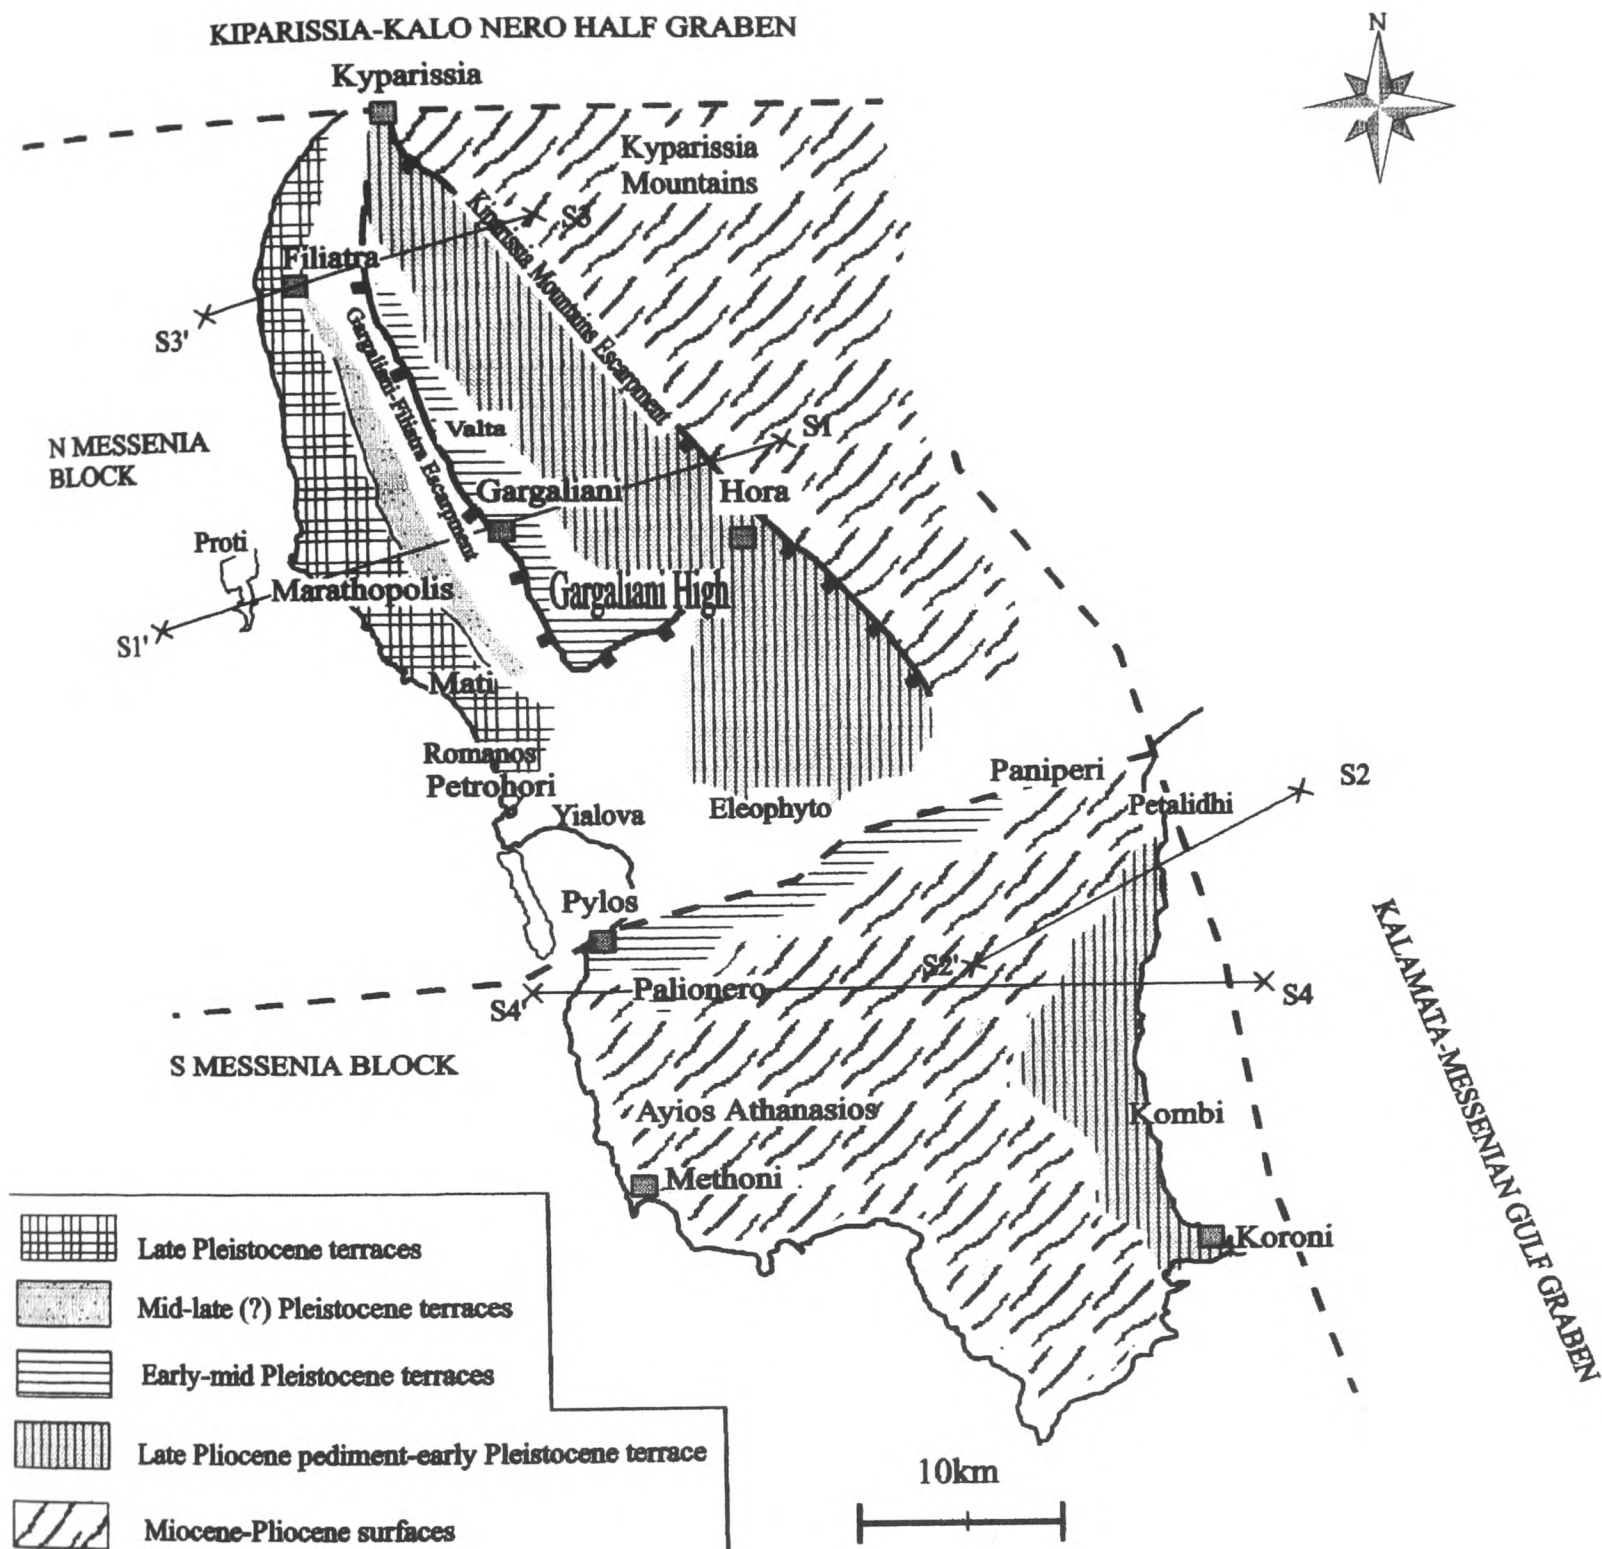 KIPARISSIA-KALO NERO HALF GRABEN
N
Kyparissia
Kyparissia
Mountains
S3
Kiparissia Mountains Escarpment
Filiatra
S3'
Gargaliani-Filiatra Escarpment
Valta
S1
N MESSENIA
BLOCK
Gargaliani
Hora
Proti
Marathopolis
Gargaliani High
S1'
Mati
Romanos
Petrohori
Yialova
Eleophyto
Paniperi
Petalidhi
S2
Pylos
S2'
S4'
Palionero
S4
KALAMATA-MESSENIAN GULF GRABEN
S MESSENIA BLOCK
Ayios Athanasios
Kombi
Methoni
Koroni
Late Pleistocene terraces
Mid-late (?) Pleistocene terraces
Early-mid Pleistocene terraces
Late Pliocene pediment-early Pleistocene terrace
Miocene-Pliocene surfaces
10km